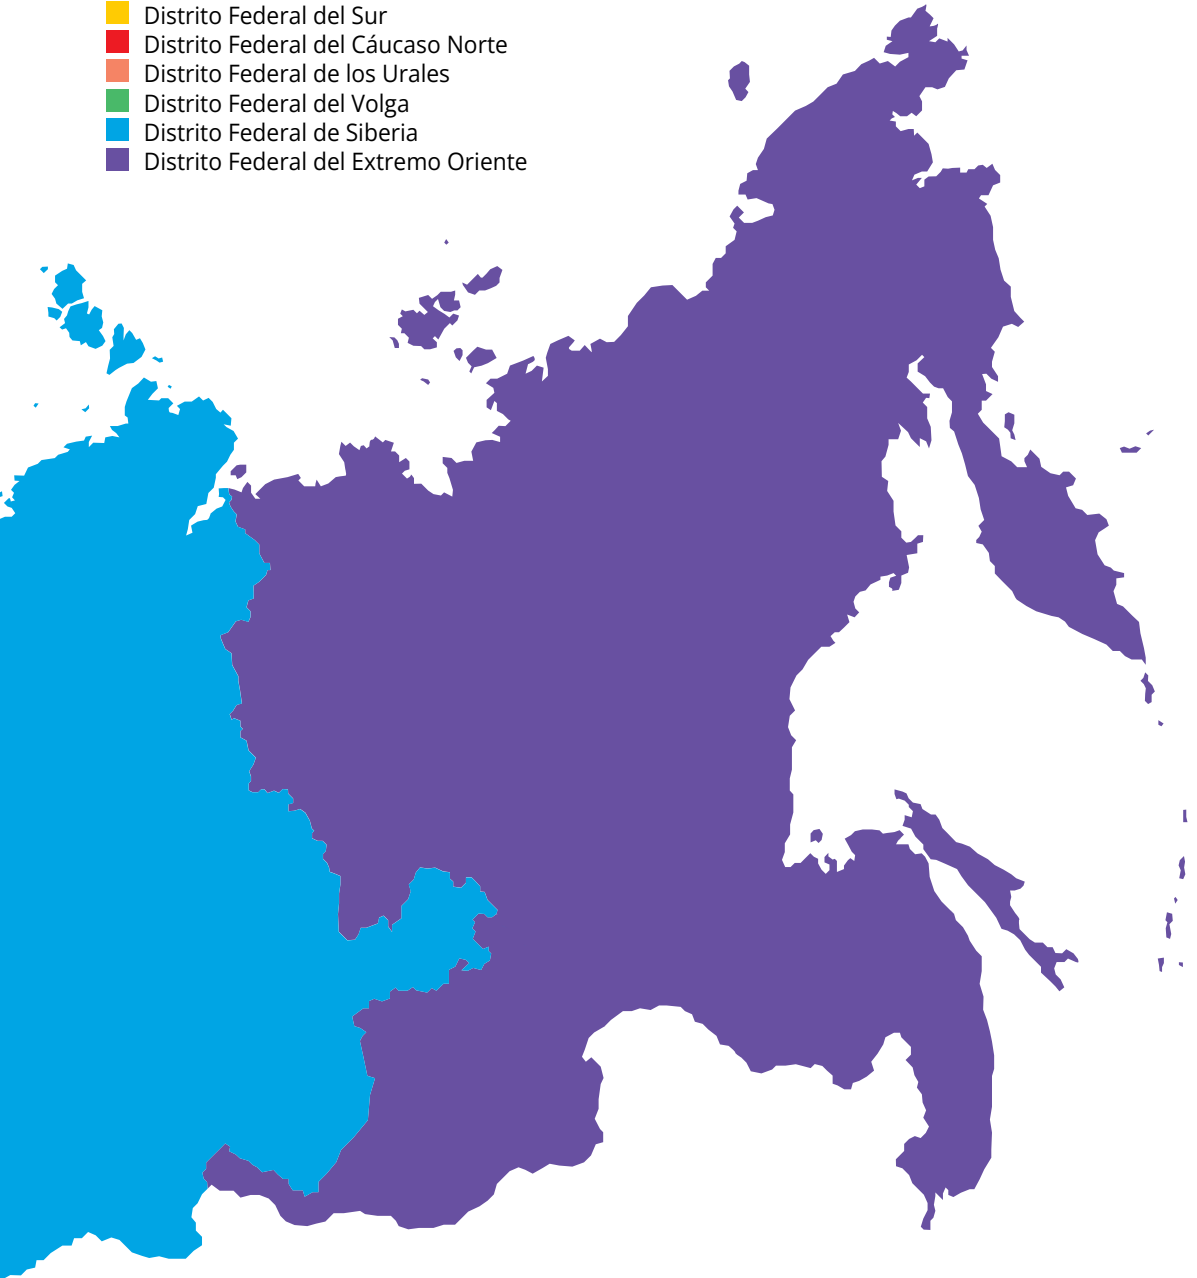 Distrito Federal del Sur
Distrito Federal del Cáucaso Norte
Distrito Federal de los Urales
Distrito Federal del Volga
Distrito Federal de Siberia
Distrito Federal del Extremo Oriente